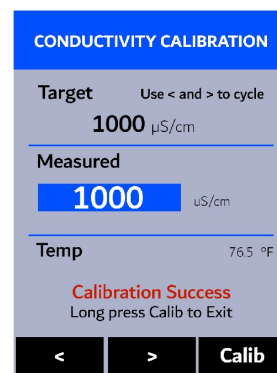 CONDUCTIVITY CALIBRATION
Target Use < and > to cycle
1000 µS/cm
Measured
1000 uS/cm
Temp 76.5 °F
Calibration Success
Long press Calib to Exit
< > Calib